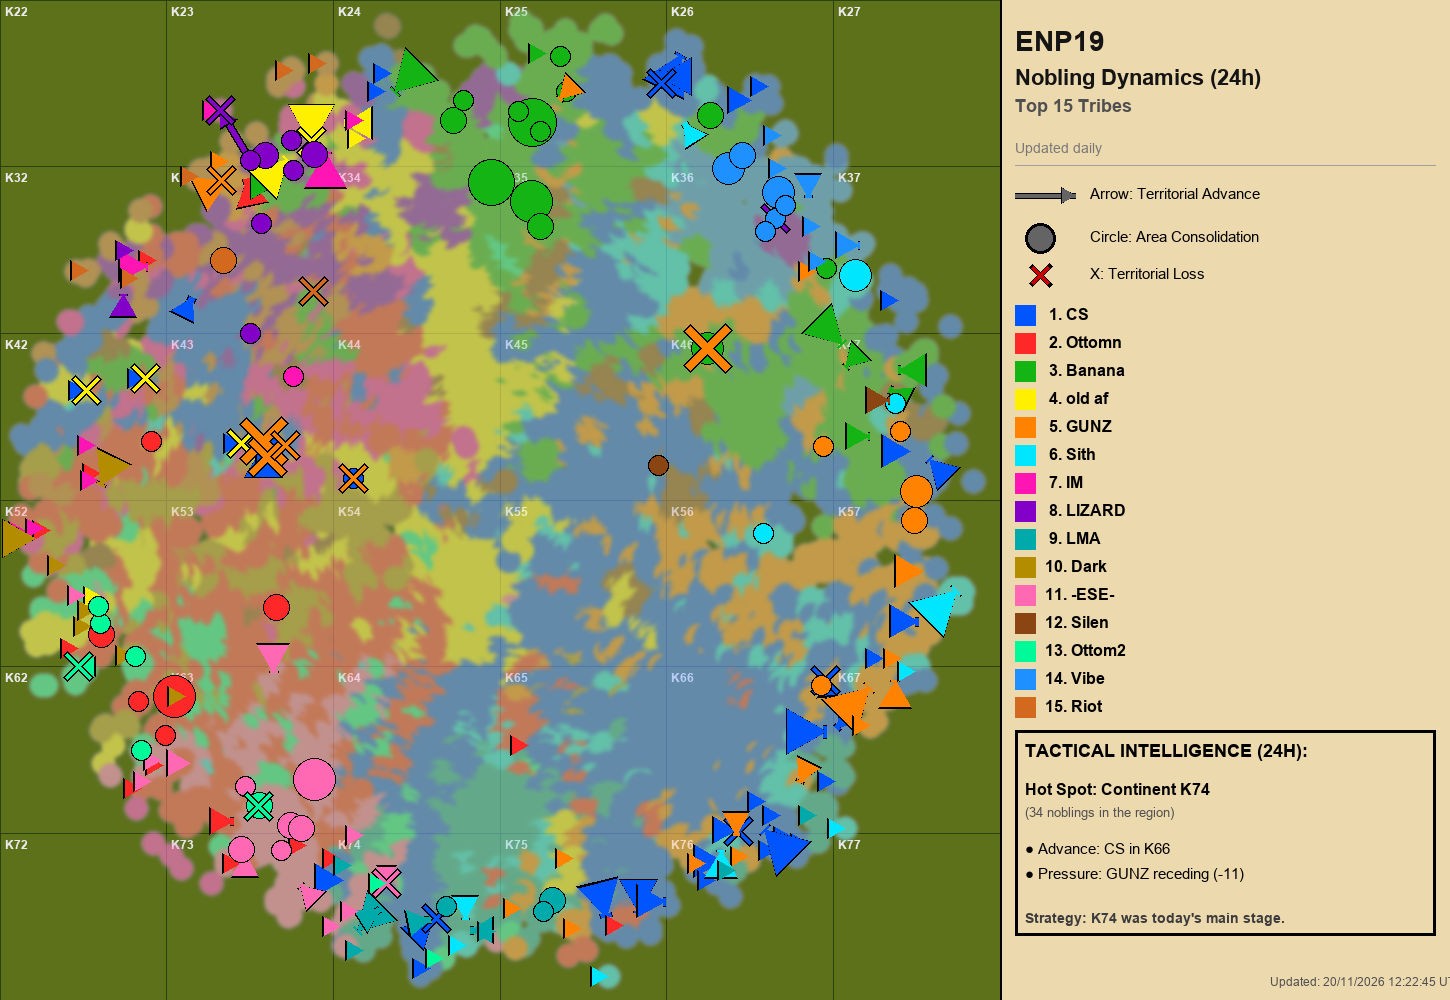 K22 K23 K24 K25 K26 K27
K32 K34 K36 K37
K42 K43 K44 K45 K46
K52 K53 K54 K55 K56 K57
K62 K64 K65 K66 K67
K72 K73 K74 K76 K77
ENP19
Nobling Dynamics (24h)
Top 15 Tribes
Updated daily
Arrow: Territorial Advance
Circle: Area Consolidation
X: Territorial Loss
1. CS
2. Ottomn
3. Banana
4. old af
5. GUNZ
6. Sith
7. IM
8. LIZARD
9. LMA
10. Dark
11. -ESE-
12. Silen
13. Ottom2
14. Vibe
15. Riot
TACTICAL INTELLIGENCE (24H):
Hot Spot: Continent K74
(34 noblings in the region)
● Advance: CS in K66
● Pressure: GUNZ receding (-11)
Strategy: K74 was today's main stage.
Updated: 20/11/2026 12:22:45